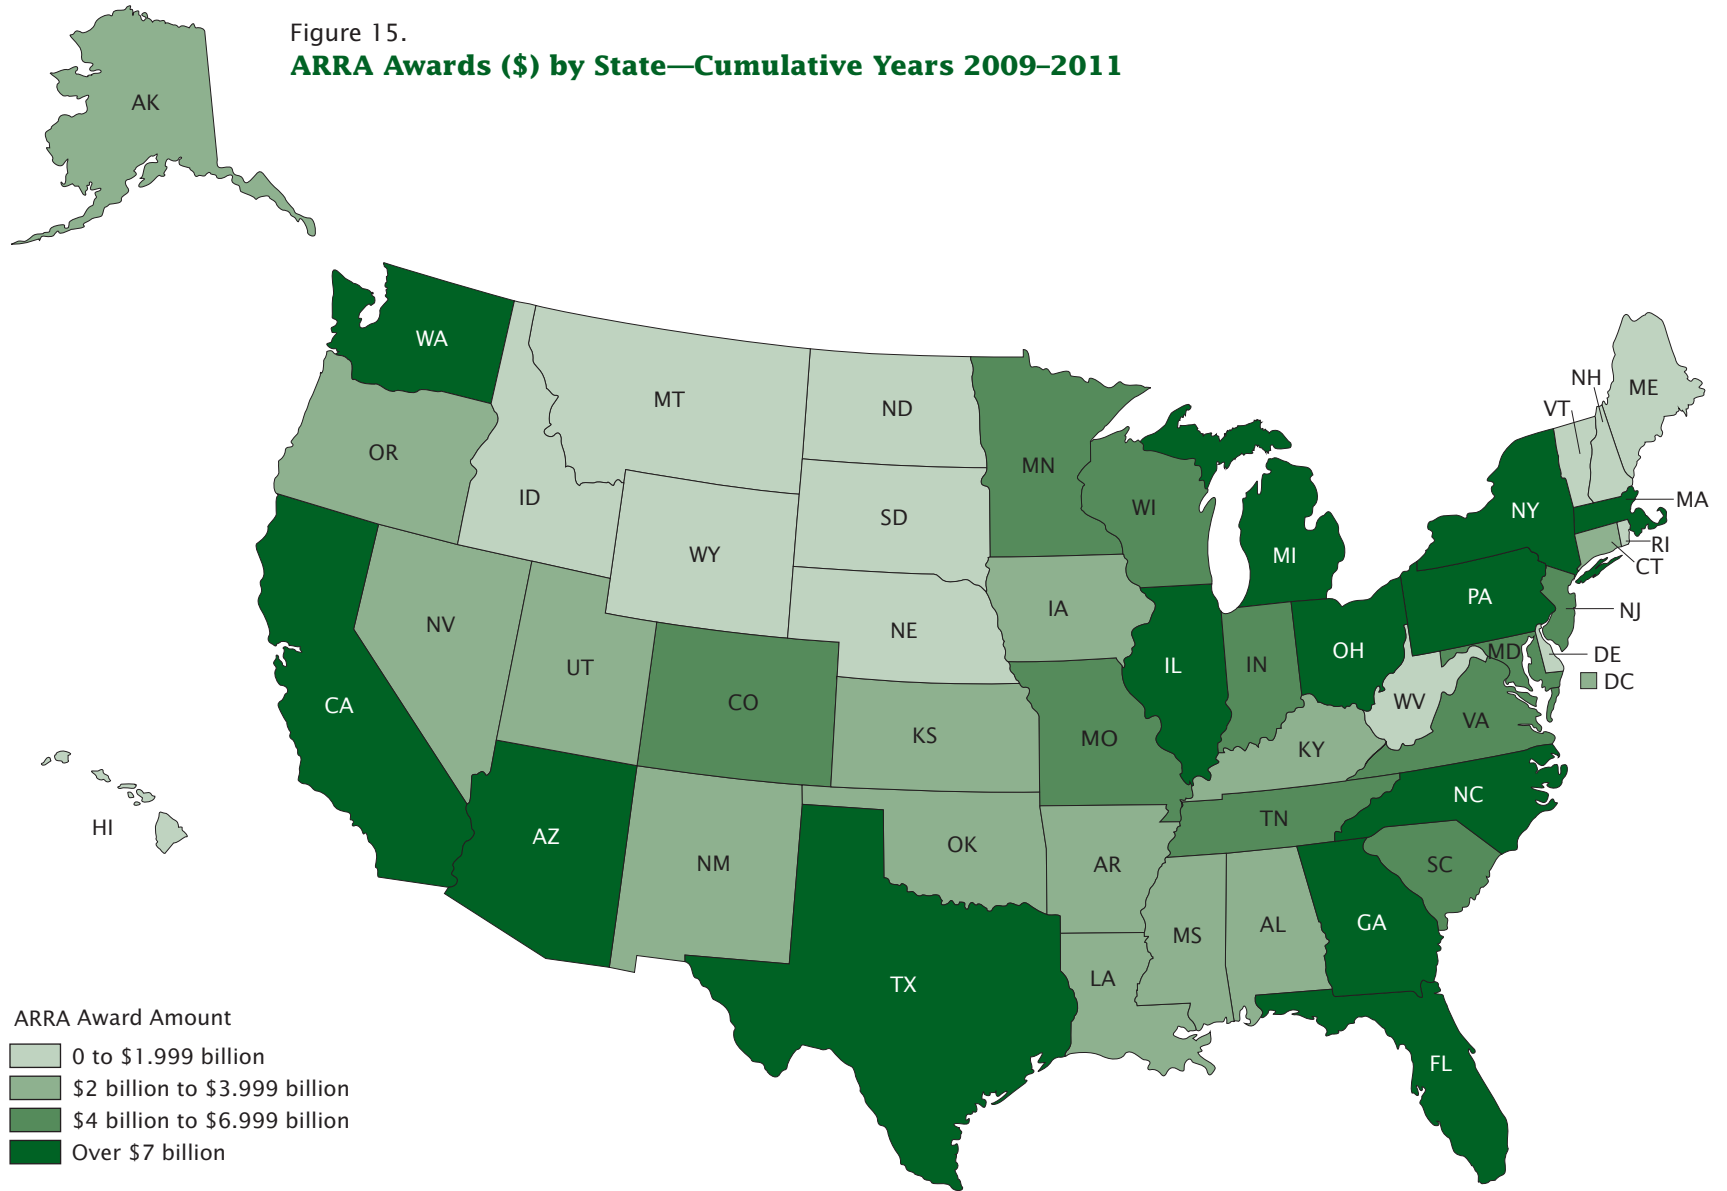 Figure 15.
ARRA Awards ($) by State—Cumulative Years 2009–2011
AK
WA
MT
ND
MN
OR
ID
SD
WI
WY
MI
NY
VT
NH
ME
MA
RI
CT
PA
NJ
NE
IA
IL
IN
OH
MD
DE
DC
NV
UT
CO
KS
MO
WV
VA
KY
CA
NC
TN
SC
HI
AZ
NM
OK
AR
MS
AL
GA
TX
LA
FL
ARRA Award Amount
0 to $1.999 billion
$2 billion to $3.999 billion
$4 billion to $6.999 billion
Over $7 billion